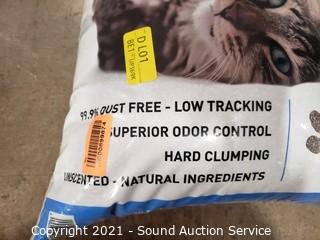 D L01
99.9% DUST FREE - LOW TRACKING
SUPERIOR ODOR CONTROL
HARD CLUMPING
UNSCENTED - NATURAL INGREDIENTS
Copyright 2021 - Sound Auction Service